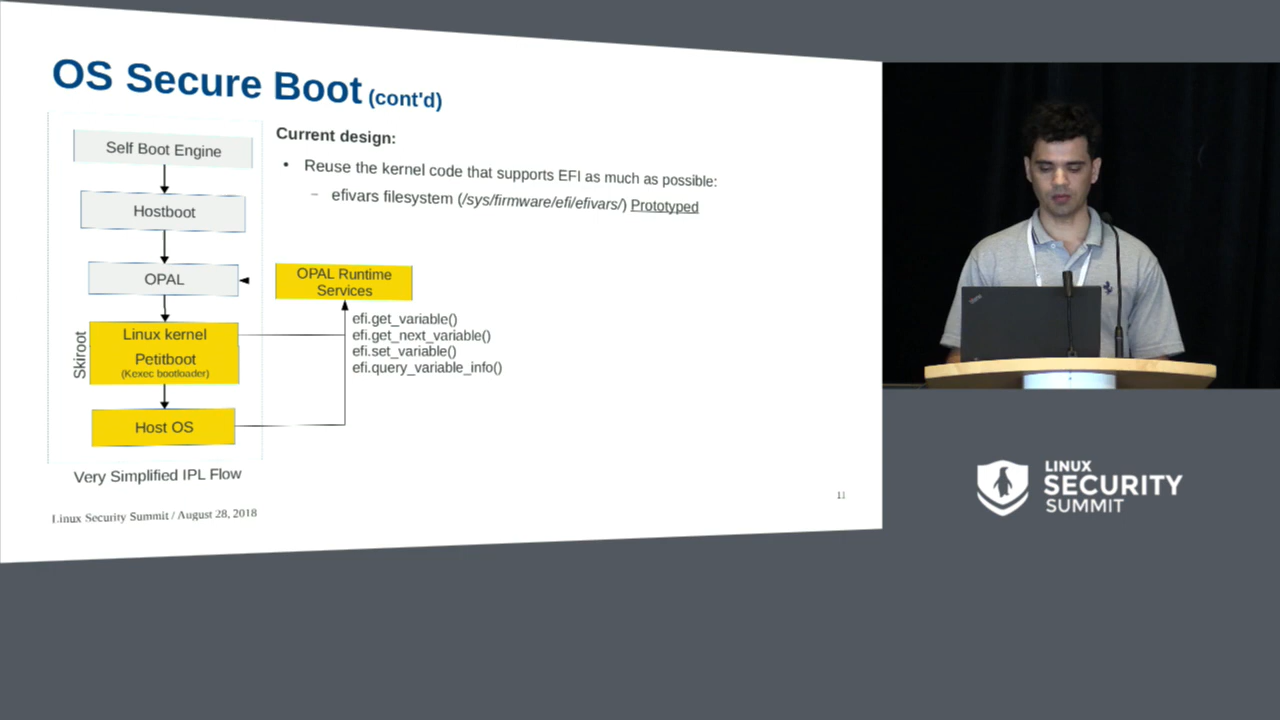 OS Secure Boot (cont'd)
Self Boot Engine
Hostboot
OPAL
Linux kernel
Petitboot
(Kexec bootloader)
Skiroot
Host OS
Very Simplified IPL Flow
Current design:
• Reuse the kernel code that supports EFI as much as possible:
– efivars filesystem (/sys/firmware/efi/efivars/) Prototyped
OPAL Runtime
Services
efi.get_variable()
efi.get_next_variable()
efi.set_variable()
efi.query_variable_info()
Linux Security Summit / August 28, 2018
11
LINUX
SECURITY
SUMMIT